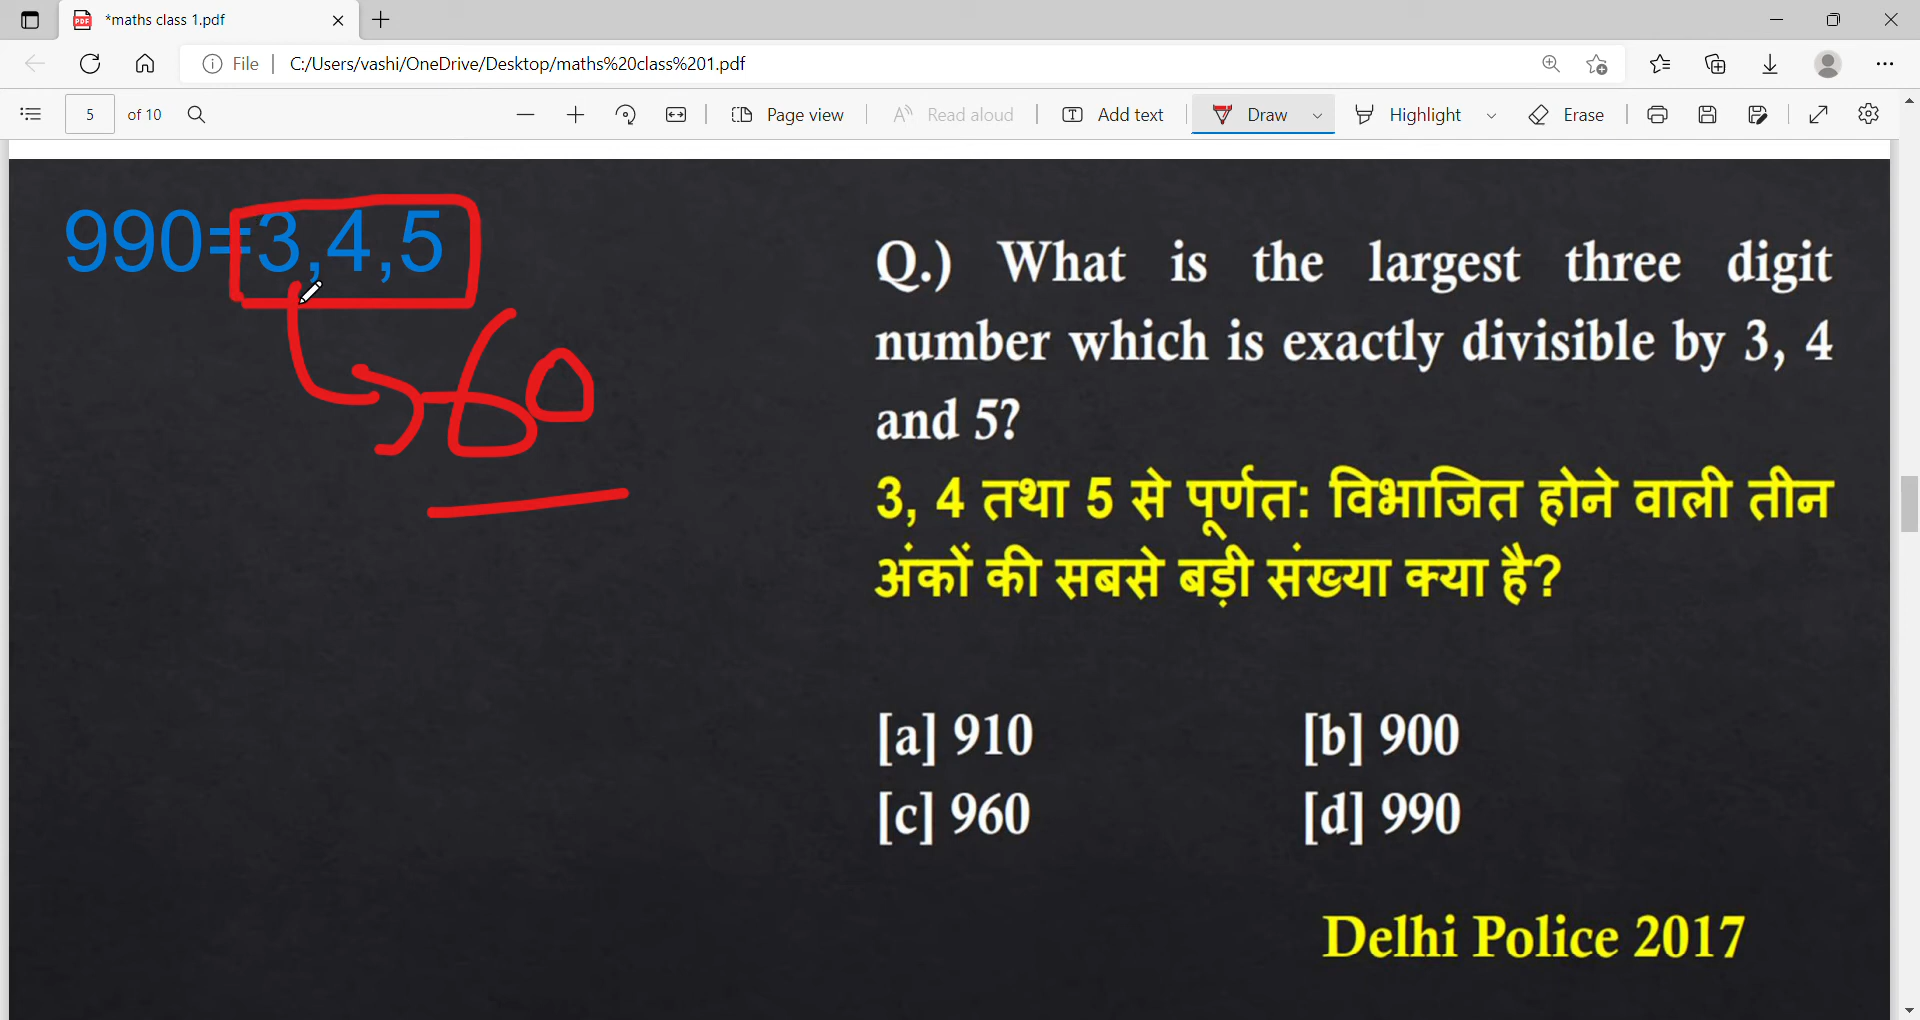 *maths class 1.pdf
File
C:/Users/vashi/OneDrive/Desktop/maths%20class%201.pdf
5 of 10
Page view
Read aloud
Add text
Draw
Highlight
Erase
990=3,4,5
60
Q.) What is the largest three digit
number which is exactly divisible by 3, 4
and 5?
3, 4 तथा 5 से पूर्णत: विभाजित होने वाली तीन
अंकों की सबसे बड़ी संख्या क्या है?
[a] 910 [b] 900
[c] 960 [d] 990
Delhi Police 2017